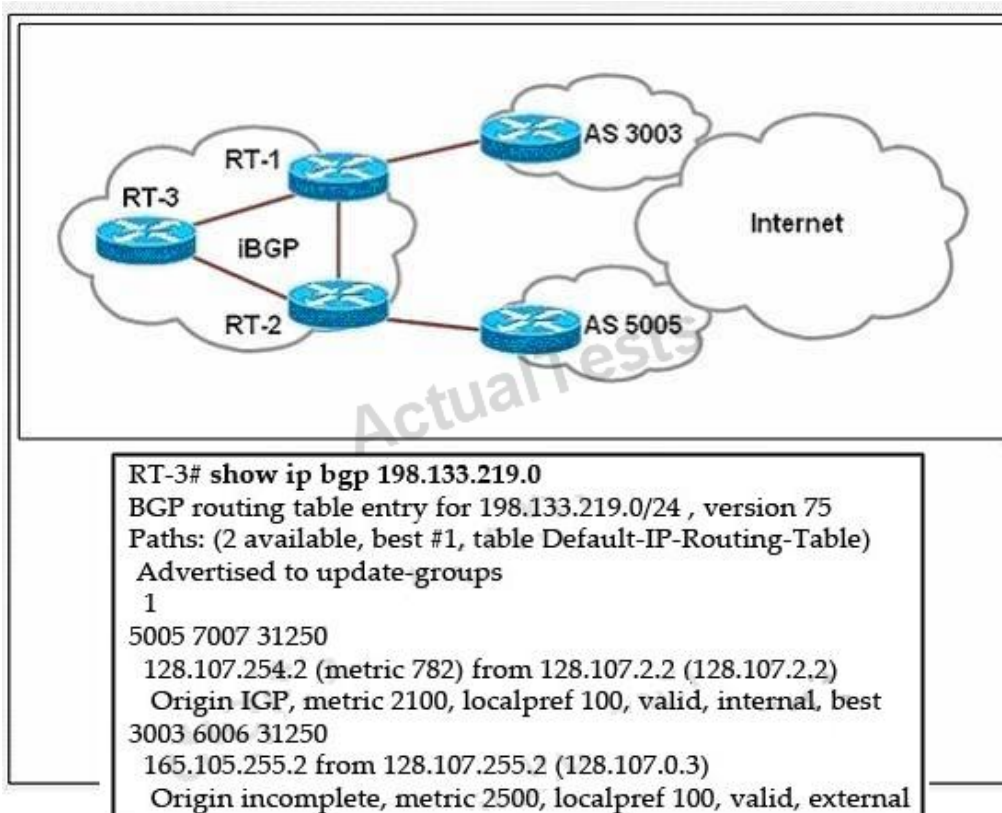 RT-1
AS 3003
RT-3
Internet
iBGP
RT-2
AS 5005
ActualTests
RT-3# show ip bgp 198.133.219.0
BGP routing table entry for 198.133.219.0/24 , version 75
Paths: (2 available, best #1, table Default-IP-Routing-Table)
Advertised to update-groups
1
5005 7007 31250
128.107.254.2 (metric 782) from 128.107.2.2 (128.107.2.2)
Origin IGP, metric 2100, localpref 100, valid, internal, best
3003 6006 31250
165.105.255.2 from 128.107.255.2 (128.107.0.3)
Origin incomplete, metric 2500, localpref 100, valid, external